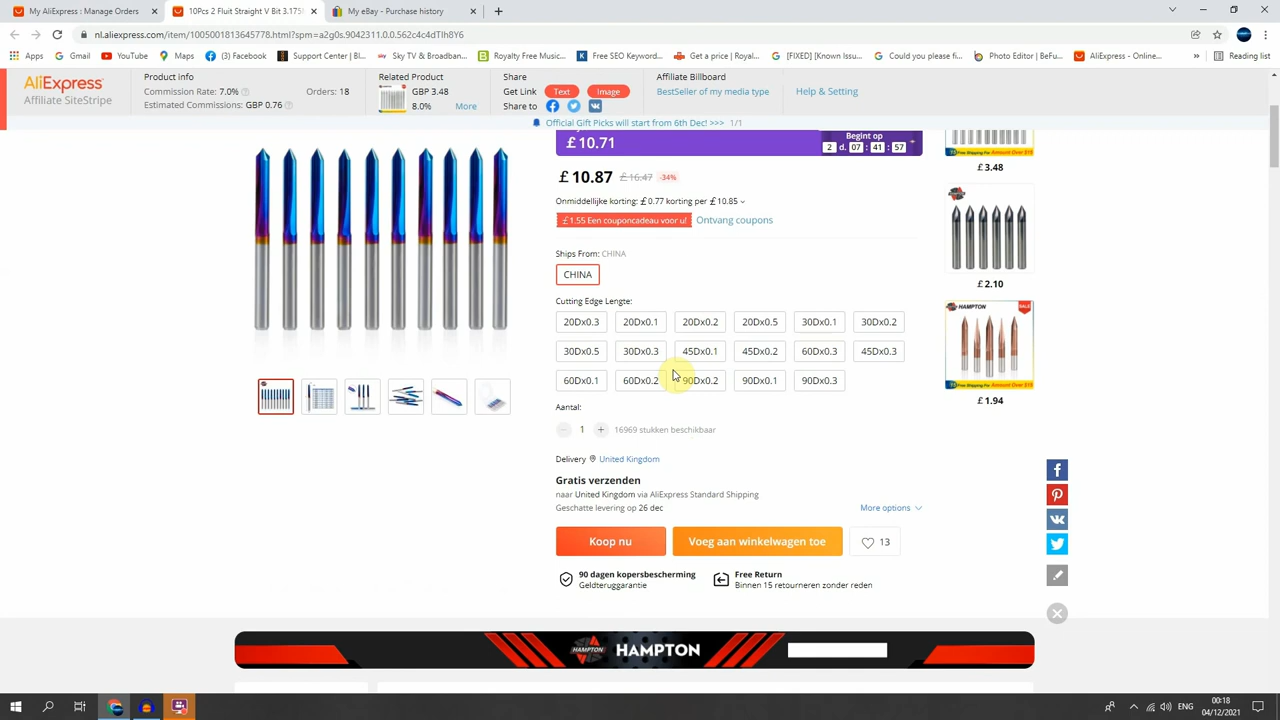 My AliExpress : Manage Orders
10Pcs 2 Fluit Straight V Bit 3.175
My eBay - Purchase history
nl.aliexpress.com/item/1005001813645778.html?spm=a2g0s.9042311.0.0.562c4c4dTIh8Y6
Apps
Gmail
YouTube
Maps
(3) Facebook
Support Center | Bl...
Sky TV & Broadban...
Royalty Free Music...
Free SEO Keyword...
Get a price | Royal...
[FIXED] [Known Issu...
Could you please fi...
Photo Editor | BeFu...
AliExpress - Online...
»
Reading list
AliExpress
Affiliate SiteStripe
Product info
Commission Rate: 7.0%
Orders: 18
Estimated Commissions: GBP 0.76
Related Product
GBP 3.48
8.0%
More
Share
Get Link
Text
Image
Share to
Affiliate Billboard
BestSeller of my media type
Help & Setting
Official Gift Picks will start from 6th Dec! >>> 1/1
£10.71
Begint op
2 d. 07 : 41 : 57
£10.87 £16.47 -34%
Onmiddelijke korting: £0.77 korting per £10.85
£1.55 Een couponcadeau voor u!
Ontvang coupons
Ships From: CHINA
CHINA
Cutting Edge Lengte:
20Dx0.3 20Dx0.1 20Dx0.2 20Dx0.5 30Dx0.1 30Dx0.2
30Dx0.5 30Dx0.3 45Dx0.1 45Dx0.2 60Dx0.3 45Dx0.3
60Dx0.1 60Dx0.2 90Dx0.2 90Dx0.1 90Dx0.3
Aantal:
− 1 + 16969 stukken beschikbaar
Delivery United Kingdom
Gratis verzenden
naar United Kingdom via AliExpress Standard Shipping
Geschatte levering op 26 dec
More options
Koop nu
Voeg aan winkelwagen toe
13
90 dagen kopersbescherming
Geldteruggarantie
Free Return
Binnen 15 retourneren zonder reden
£3.48
£2.10
HAMPTON
SALE
£1.94
HAMPTON
HAMPTON
ENG
00:18
04/12/2021